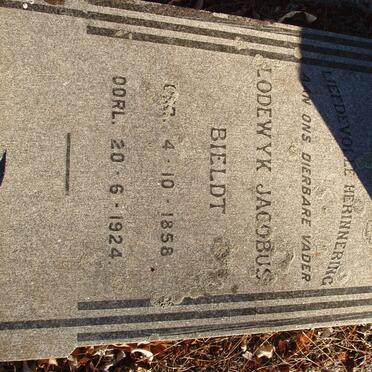 LIEFDEVOLLE HERINNERING
AAN ONS DIERBARE VADER
LODEWYK JACOBUS
BIELDT
GEB. 4·10·1858
OORL. 20·6·1924.